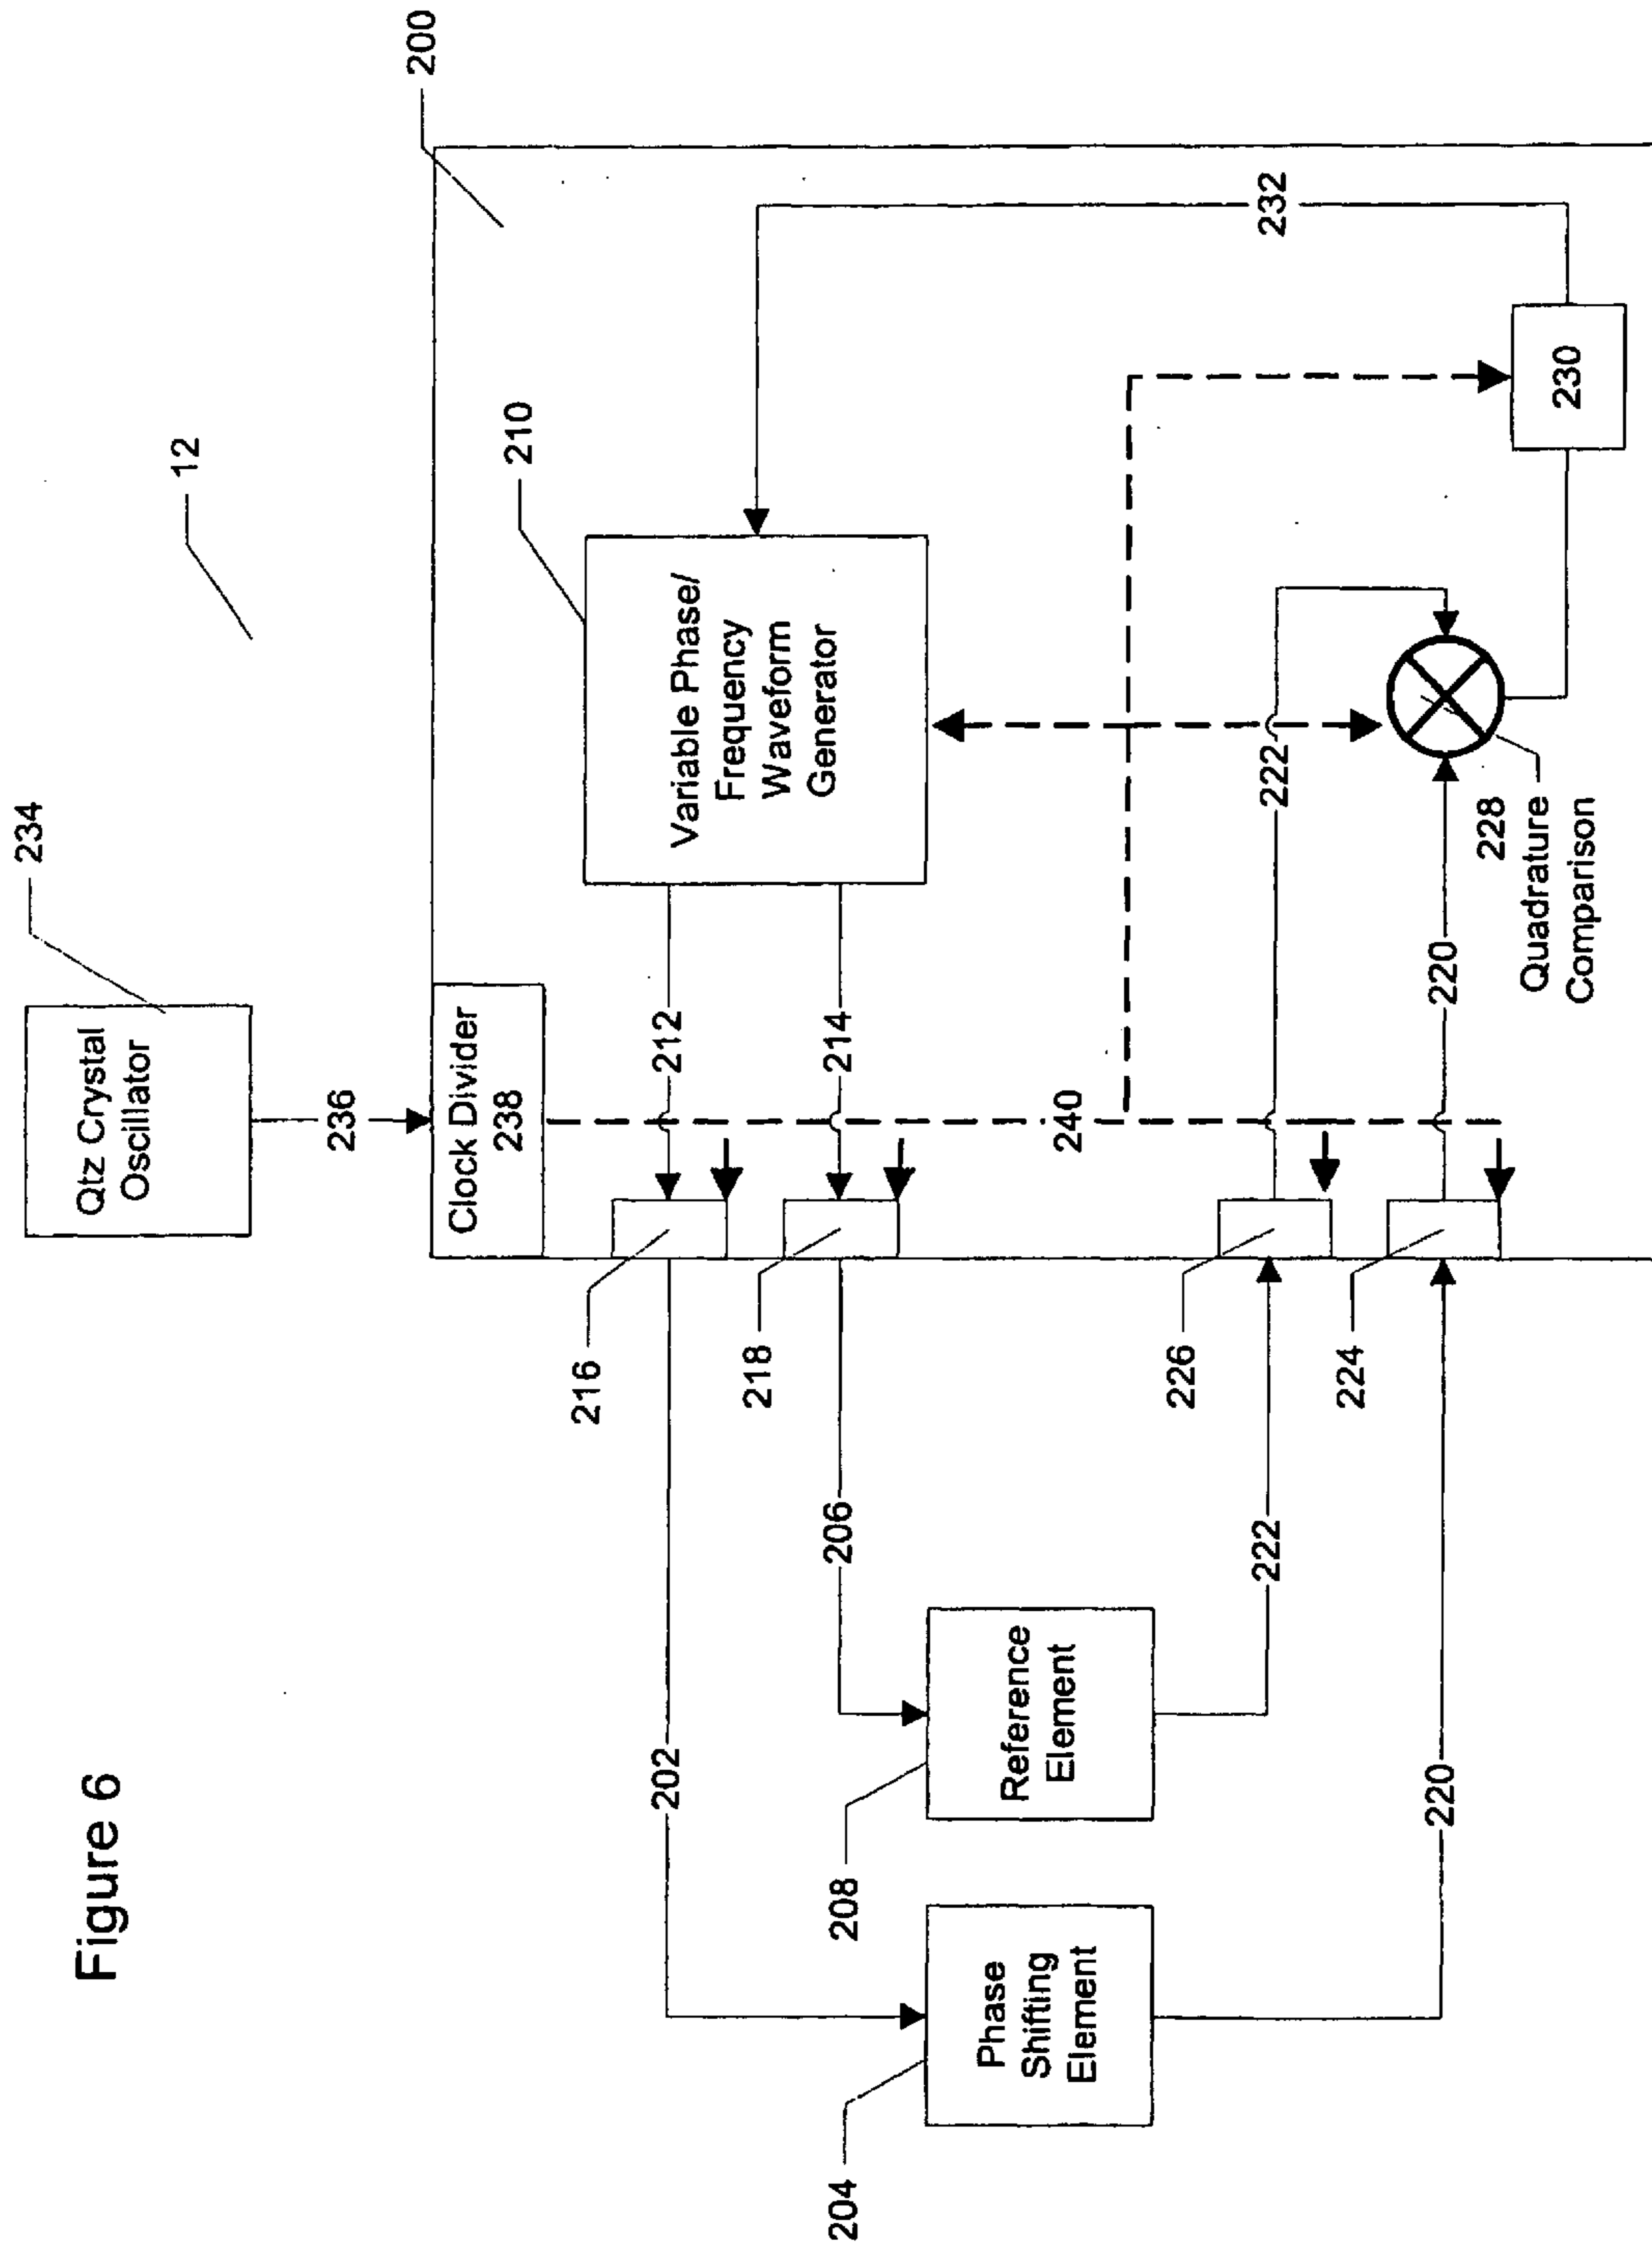 Figure 6
12
200
234
Qtz Crystal
Oscillator
236
Clock Divider
238
210
Variable Phase/
Frequency
Waveform
Generator
212
214
216
218
202
206
232
240
204
Phase
Shifting
Element
208
Reference
Element
222
222
226
224
220
220
228
Quadrature
Comparison
230